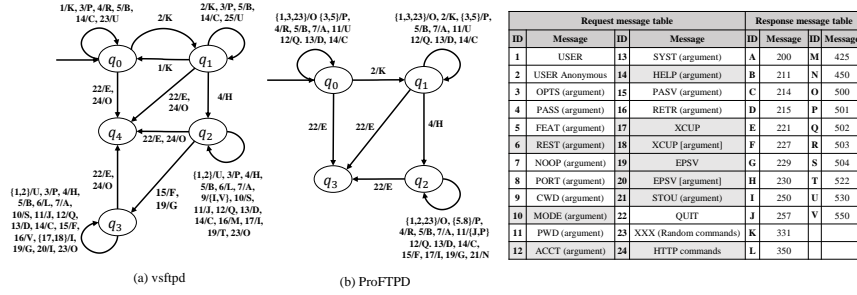 1/K, 3/P, 4/R, 5/B,
14/C, 23/U
2/K
2/K, 3/P, 5/B,
14/C, 25/U
q0
q1
1/K
22/E,
24/O
22/E,
24/O
4/H
q4
22/E, 24/O
q2
22/E,
24/O
15/F,
19/G
{1,2}/U, 3/P, 4/H,
5/B, 6/L, 7/A,
10/S, 11/J, 12/Q,
13/D, 14/C, 15/F,
16/V, {17,18}/I,
19/G, 20/I, 23/O
q3
{1,2}/U, 3/P, 4/H,
5/B, 6/L, 7/A,
9/{I,V}, 10/S,
11/J, 12/Q, 13/D,
14/C, 16/M, 17/I,
19/T, 23/O
(a) vsftpd
{1,3,23}/O {3,5}/P,
4/R, 5/B, 7/A, 11/U
12/Q. 13/D, 14/C
{1,3,23}/O, 2/K, {3,5}/P,
5/B, 7/A, 11/U
12/Q. 13/D, 14/C
q0
2/K
q1
22/E
22/E
4/H
q3
22/E
q2
{1,2,23}/O, {5.8}/P,
4/R, 5/B, 7/A, 11/{J,P}
12/Q. 13/D, 14/C,
15/F, 17/I, 19/G, 21/N
(b) ProFTPD
Request message table Response message table
ID Message ID Message ID Message ID Message
1 USER 13 SYST (argument) A 200 M 425
2 USER Anonymous 14 HELP (argument) B 211 N 450
3 OPTS (argument) 15 PASV (argument) C 214 O 500
4 PASS (argument) 16 RETR (argument) D 215 P 501
5 FEAT (argument) 17 XCUP E 221 Q 502
6 REST (argument) 18 XCUP [argument] F 227 R 503
7 NOOP (argument) 19 EPSV G 229 S 504
8 PORT (argument) 20 EPSV [argument] H 230 T 522
9 CWD (argument) 21 STOU (argument) I 250 U 530
10 MODE (argument) 22 QUIT J 257 V 550
11 PWD (argument) 23 XXX (Random commands) K 331
12 ACCT (argument) 24 HTTP commands L 350